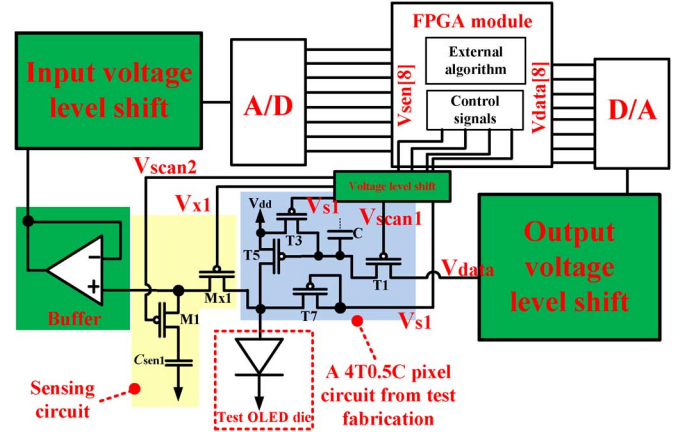 FPGA module
Input voltage
level shift
A/D
Vsen[8]
External
algorithm
Control
signals
Vdata[8]
D/A
Vscan2
Voltage level shift
Vx1
Vdd
Vs1
Vscan1
T3
C
T5
T1
Vdata
Output
voltage
level shift
Mx1
T7
Vs1
Buffer
M1
Csen1
Sensing
circuit
Test OLED die
A 4T0.5C pixel
circuit from test
fabrication